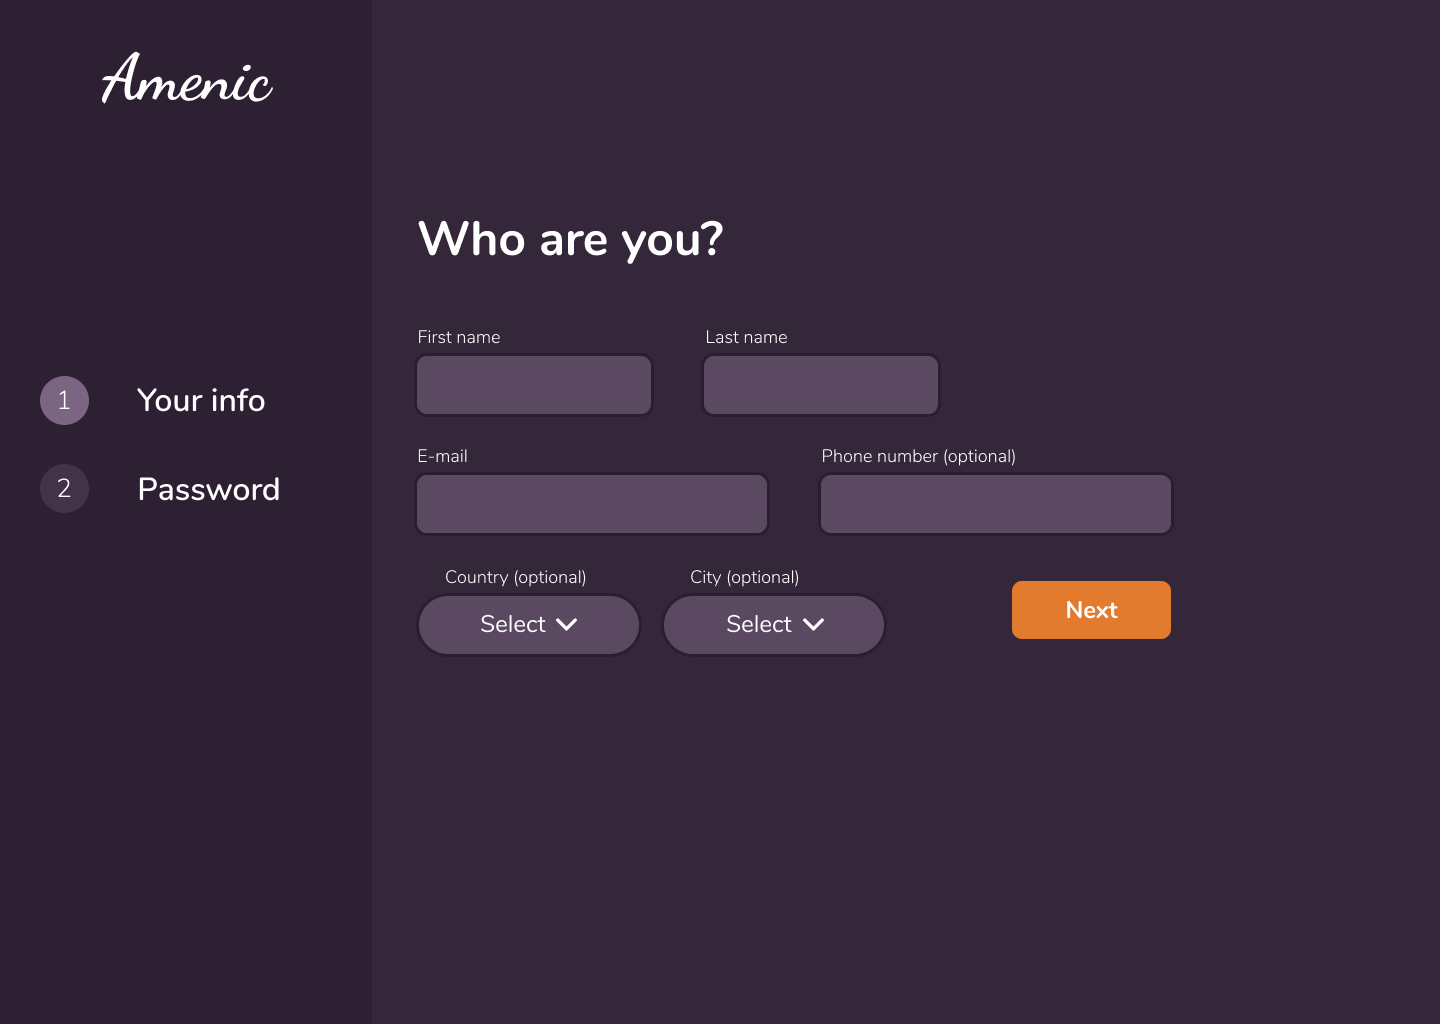 Amenic
Who are you?
First name
Last name
1 Your info
E-mail
Phone number (optional)
2 Password
Country (optional)
City (optional)
Select
Select
Next